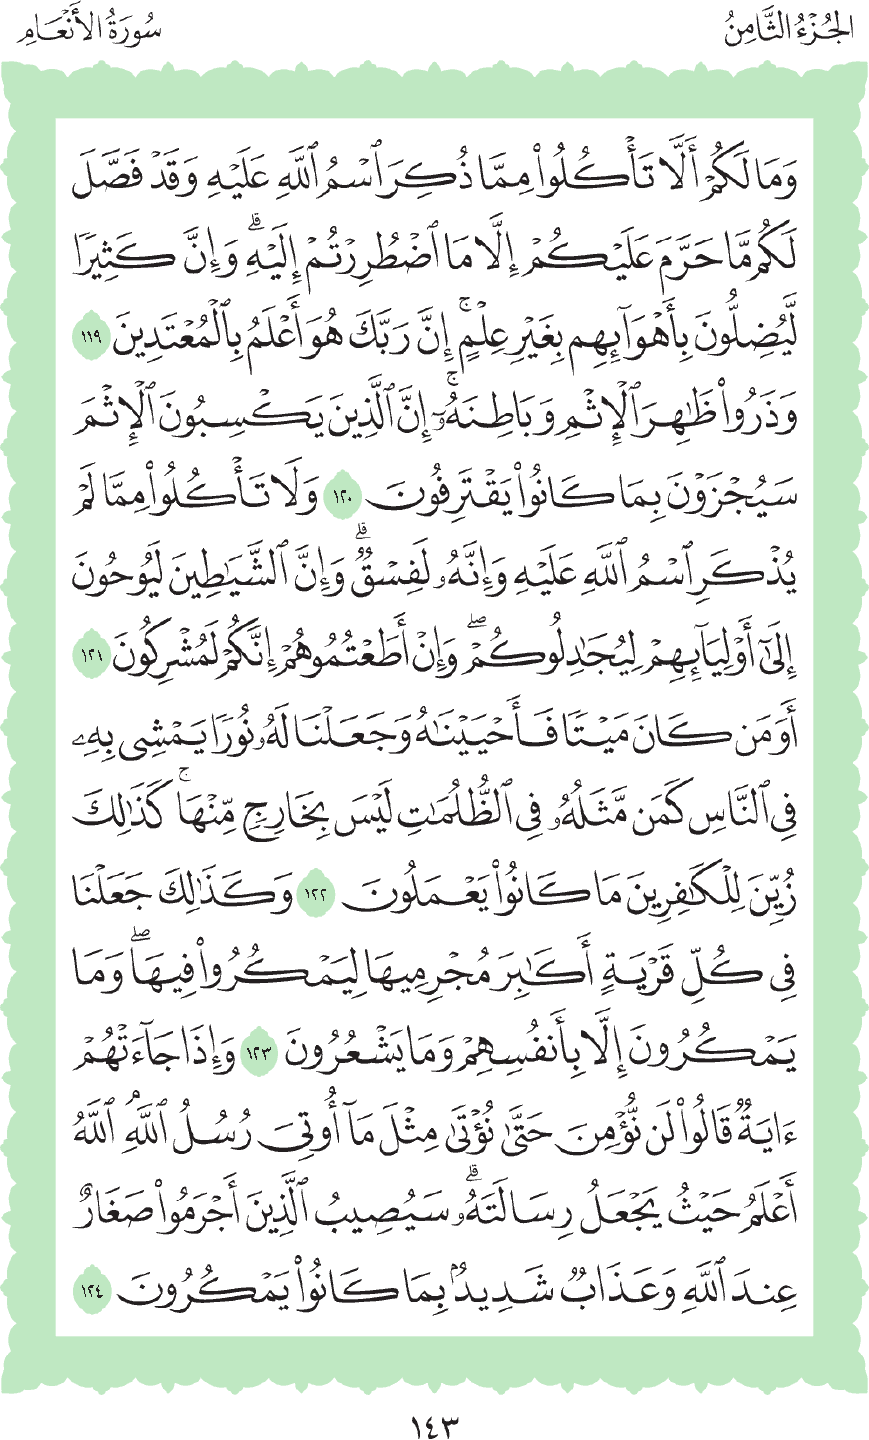 الجُزْءُ الثَّامِنُ
سُورَةُ الأَنْعَامِ
وَمَا لَكُمْ أَلَّا تَأْكُلُوا۟ مِمَّا ذُكِرَ ٱسْمُ ٱللَّهِ عَلَيْهِ وَقَدْ فَصَّلَ
لَكُم مَّا حَرَّمَ عَلَيْكُمْ إِلَّا مَا ٱضْطُرِرْتُمْ إِلَيْهِ ۗ وَإِنَّ كَثِيرًا
لَّيُضِلُّونَ بِأَهْوَآئِهِم بِغَيْرِ عِلْمٍ ۚ إِنَّ رَبَّكَ هُوَ أَعْلَمُ بِٱلْمُعْتَدِينَ ١١٩
وَذَرُوا۟ ظَٰهِرَ ٱلْإِثْمِ وَبَاطِنَهُۥٓ ۚ إِنَّ ٱلَّذِينَ يَكْسِبُونَ ٱلْإِثْمَ
سَيُجْزَوْنَ بِمَا كَانُوا۟ يَقْتَرِفُونَ ١٢٠ وَلَا تَأْكُلُوا۟ مِمَّا لَمْ
يُذْكَرِ ٱسْمُ ٱللَّهِ عَلَيْهِ وَإِنَّهُۥ لَفِسْقٌ ۗ وَإِنَّ ٱلشَّيَٰطِينَ لَيُوحُونَ
إِلَىٰٓ أَوْلِيَآئِهِمْ لِيُجَٰدِلُوكُمْ ۖ وَإِنْ أَطَعْتُمُوهُمْ إِنَّكُمْ لَمُشْرِكُونَ ١٢١
أَوَمَن كَانَ مَيْتًا فَأَحْيَيْنَٰهُ وَجَعَلْنَا لَهُۥ نُورًا يَمْشِى بِهِۦ
فِى ٱلنَّاسِ كَمَن مَّثَلُهُۥ فِى ٱلظُّلُمَٰتِ لَيْسَ بِخَارِجٍ مِّنْهَا ۚ كَذَٰلِكَ
زُيِّنَ لِلْكَٰفِرِينَ مَا كَانُوا۟ يَعْمَلُونَ ١٢٢ وَكَذَٰلِكَ جَعَلْنَا
فِى كُلِّ قَرْيَةٍ أَكَٰبِرَ مُجْرِمِيهَا لِيَمْكُرُوا۟ فِيهَا ۖ وَمَا
يَمْكُرُونَ إِلَّا بِأَنفُسِهِمْ وَمَا يَشْعُرُونَ ١٢٣ وَإِذَا جَآءَتْهُمْ
ءَايَةٌ قَالُوا۟ لَن نُّؤْمِنَ حَتَّىٰ نُؤْتَىٰ مِثْلَ مَآ أُوتِىَ رُسُلُ ٱللَّهِ ۘ ٱللَّهُ
أَعْلَمُ حَيْثُ يَجْعَلُ رِسَالَتَهُۥ ۗ سَيُصِيبُ ٱلَّذِينَ أَجْرَمُوا۟ صَغَارٌ
عِندَ ٱللَّهِ وَعَذَابٌ شَدِيدٌۢ بِمَا كَانُوا۟ يَمْكُرُونَ ١٢٤
١٤٣